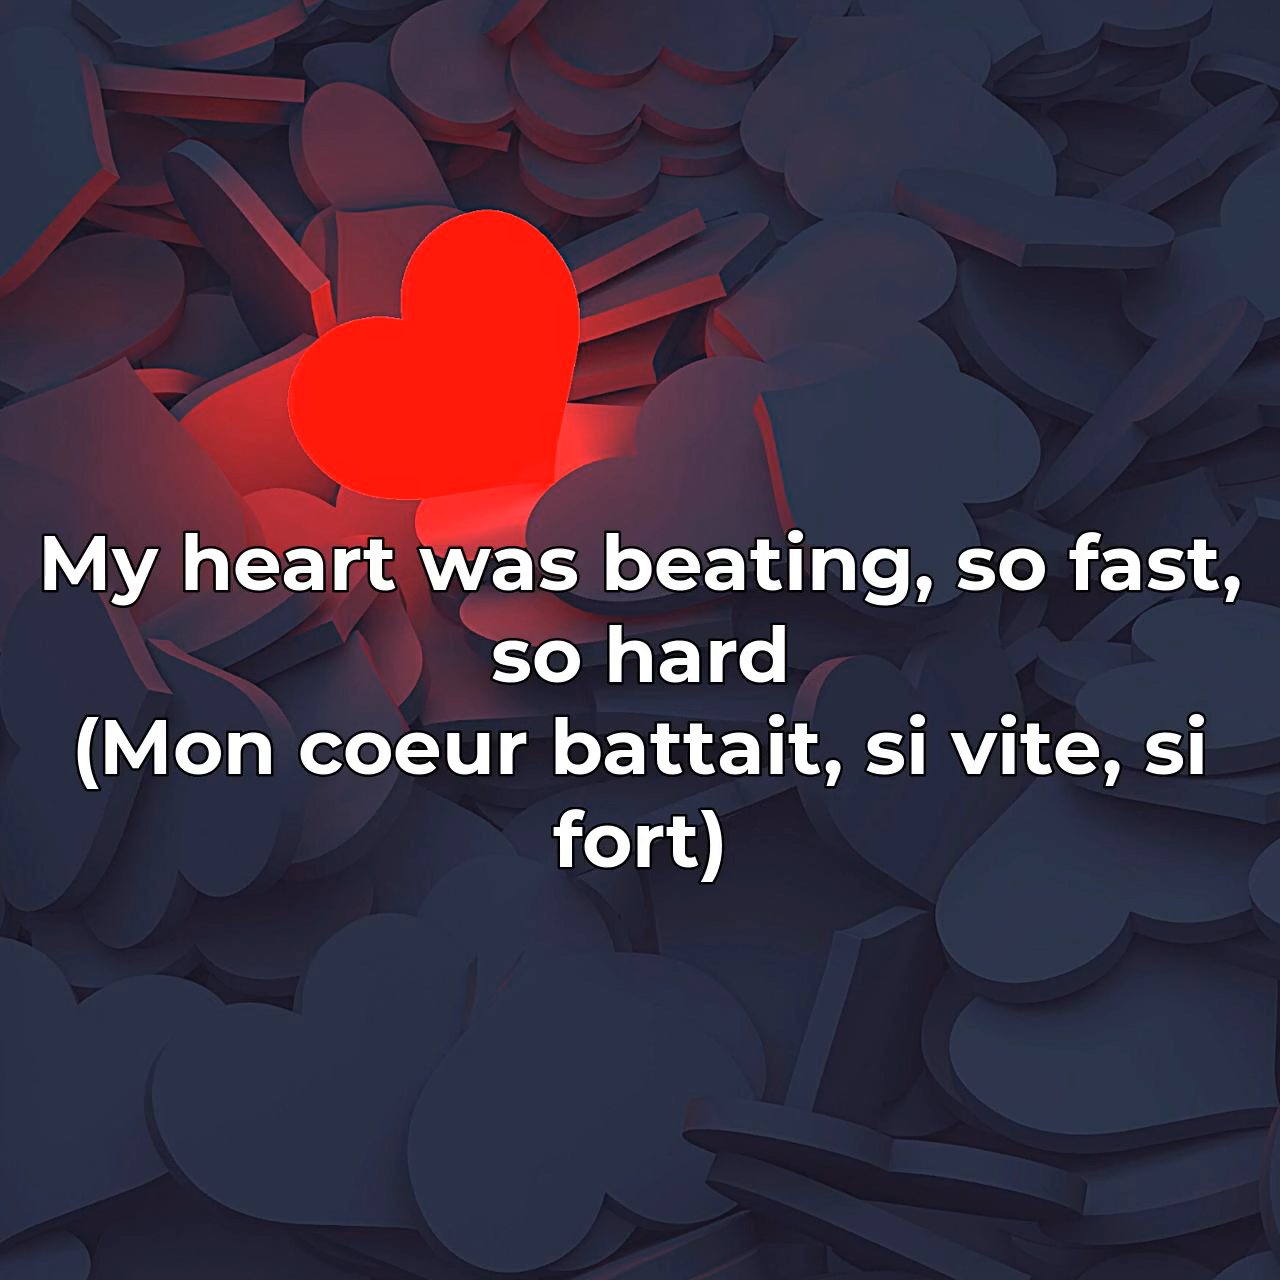 My heart was beating, so fast,
so hard
(Mon coeur battait, si vite, si
fort)